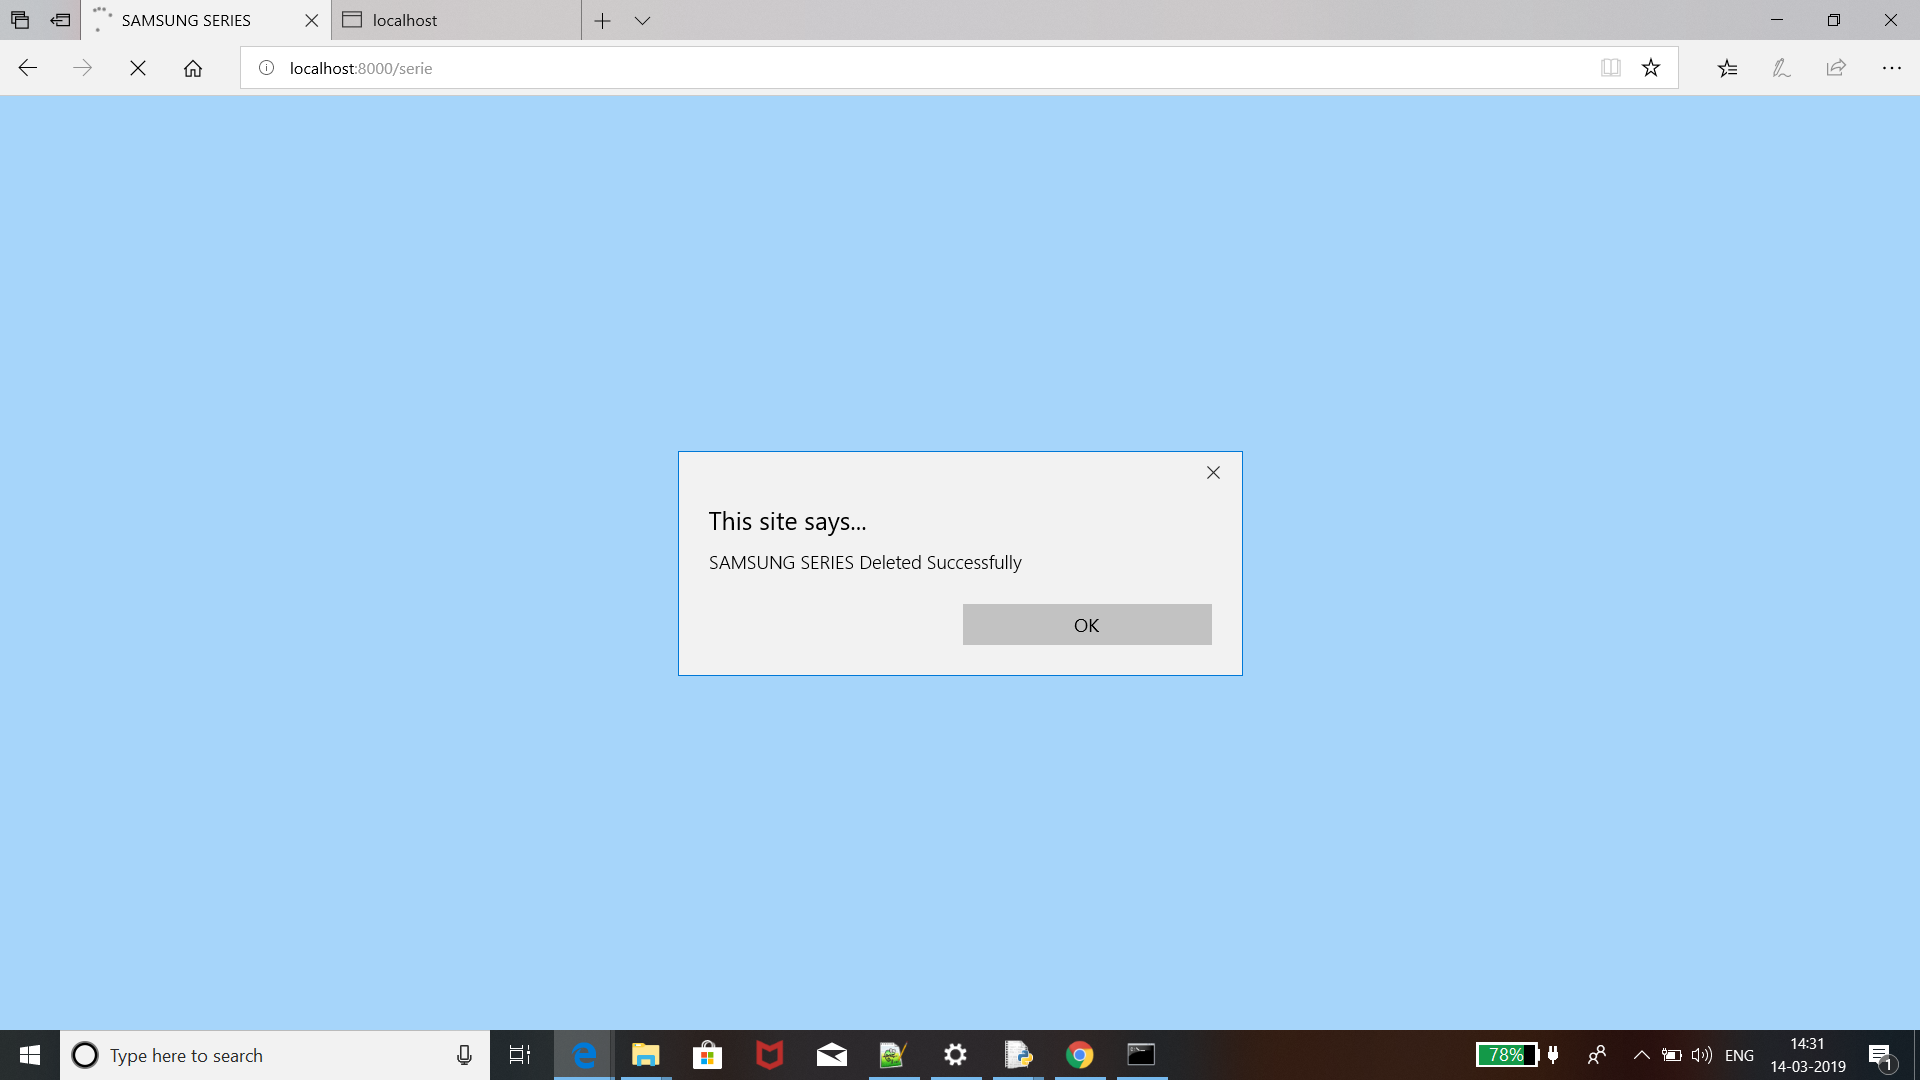 SAMSUNG SERIES
localhost
localhost:8000/serie
This site says...
SAMSUNG SERIES Deleted Successfully
OK
Type here to search
78%
ENG
14:31
14-03-2019
1